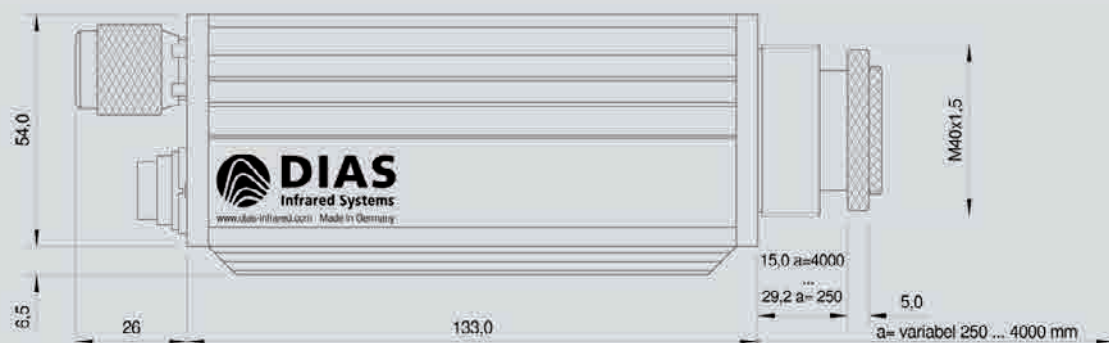 54,0
DIAS
Infrared Systems
www.dias-infrared.com Made in Germany
M40x1,5
15,0 a=4000
...
29,2 a= 250
5,0
6,5
26
133,0
a= variabel 250 ... 4000 mm